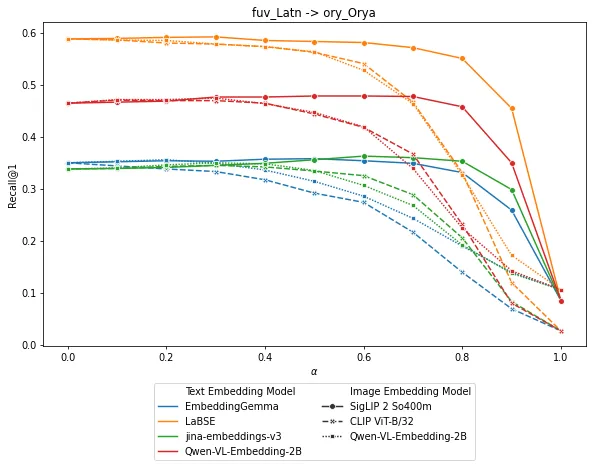 fuv_Latn -> ory_Orya
Recall@1
0.6
0.5
0.4
0.3
0.2
0.1
0.0
0.0 0.2 0.4 0.6 0.8 1.0
α
Text Embedding Model
EmbeddingGemma
LaBSE
jina-embeddings-v3
Qwen-VL-Embedding-2B
Image Embedding Model
SigLIP 2 So400m
CLIP ViT-B/32
Qwen-VL-Embedding-2B